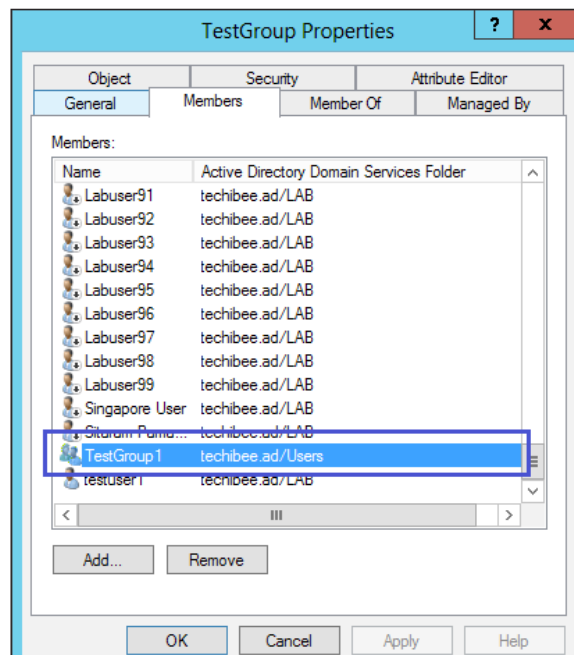 TestGroup Properties
?
x
Object Security Attribute Editor
General Members Member Of Managed By
Members:
Name Active Directory Domain Services Folder
Labuser91 techibee.ad/LAB
Labuser92 techibee.ad/LAB
Labuser93 techibee.ad/LAB
Labuser94 techibee.ad/LAB
Labuser95 techibee.ad/LAB
Labuser96 techibee.ad/LAB
Labuser97 techibee.ad/LAB
Labuser98 techibee.ad/LAB
Labuser99 techibee.ad/LAB
Singapore User techibee.ad/LAB
Sitaram Pama... techibee.ad/LAB
TestGroup1 techibee.ad/Users
testuser1 techibee.ad/LAB
Add... Remove
OK Cancel Apply Help